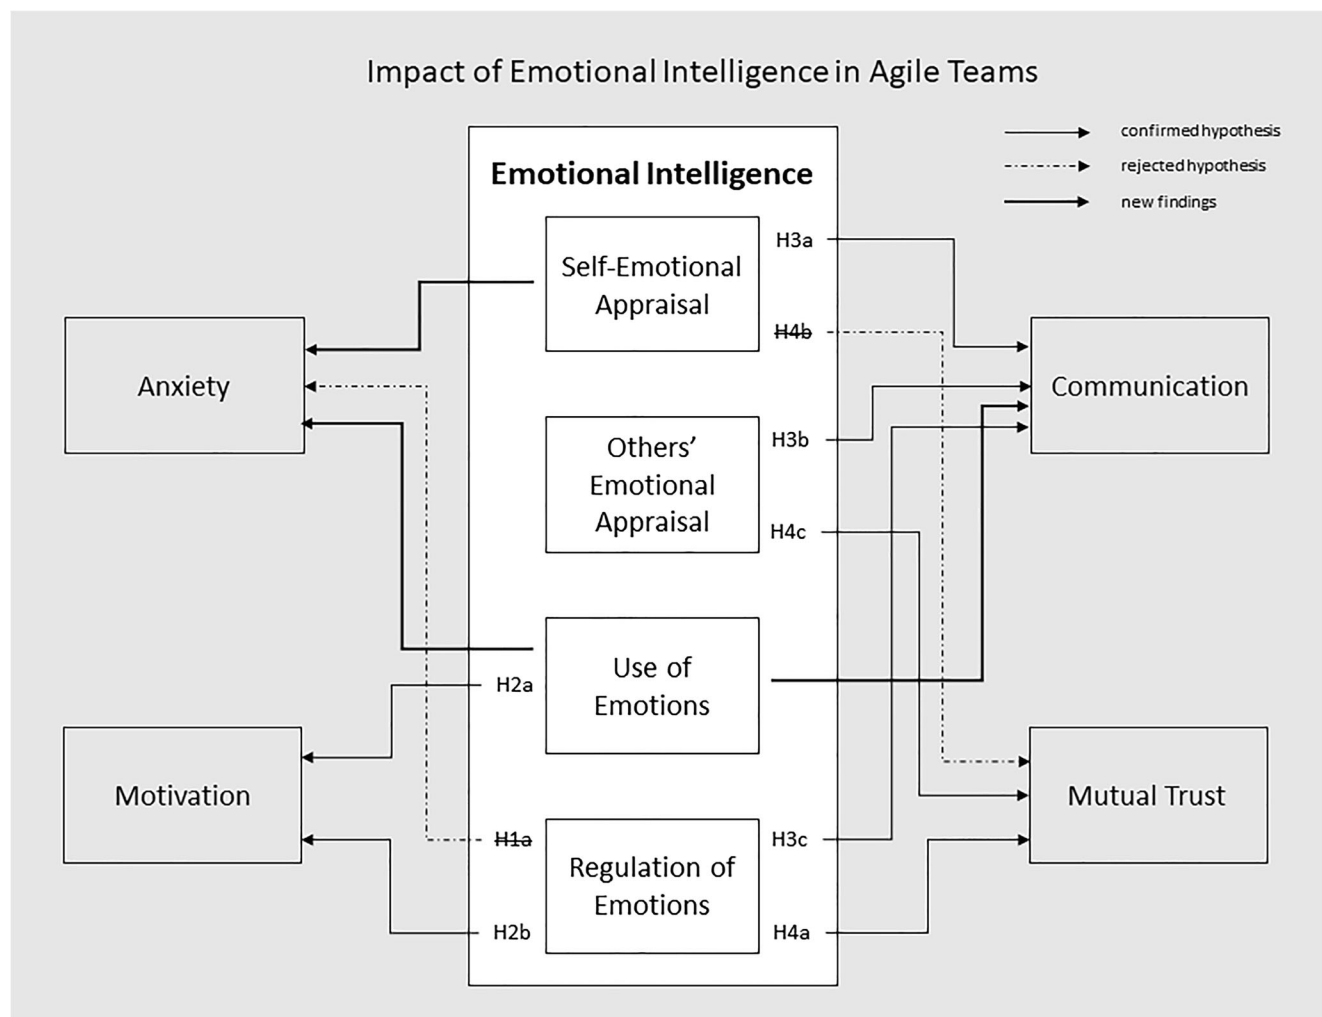 Impact of Emotional Intelligence in Agile Teams
confirmed hypothesis
rejected hypothesis
new findings
Emotional Intelligence
Self-Emotional
Appraisal
H3a
H4b
Anxiety
Communication
Others’
Emotional
Appraisal
H3b
H4c
Use of
Emotions
H2a
Motivation
Mutual Trust
H1a
H2b
Regulation of
Emotions
H3c
H4a